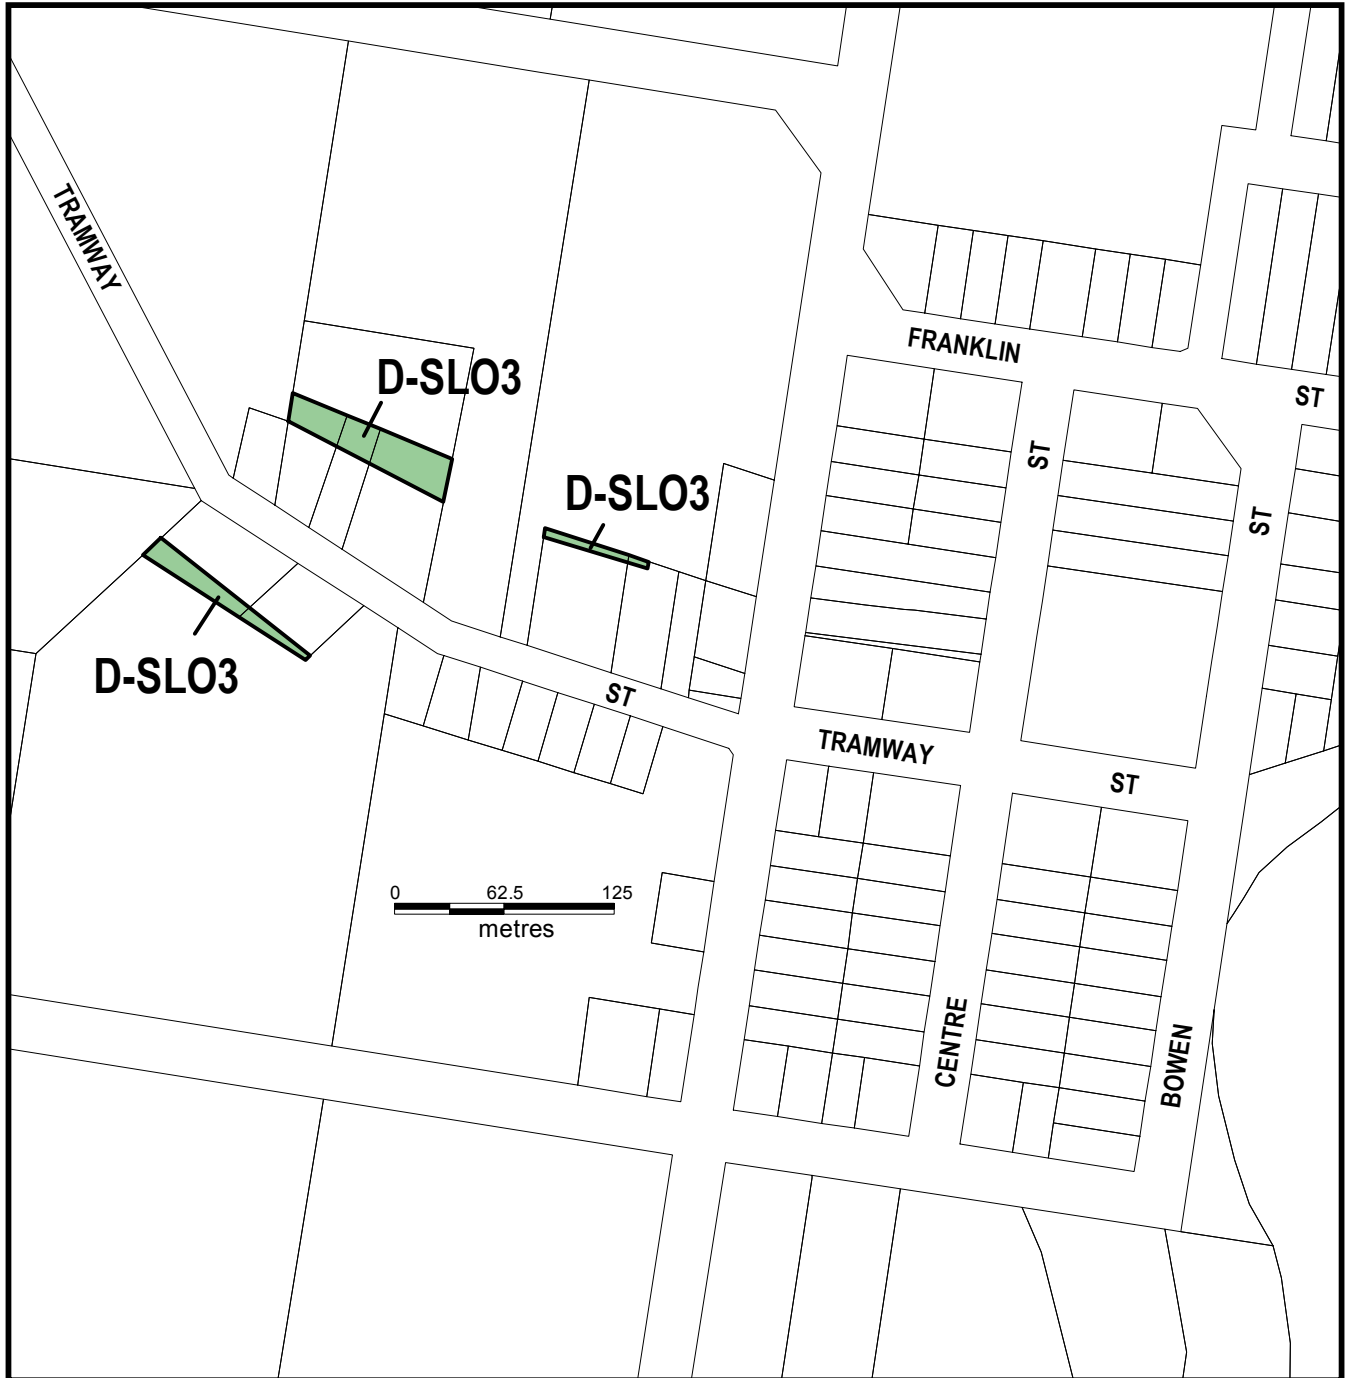 TRAMWAY
FRANKLIN
D-SLO3
ST
ST
D-SLO3
ST
D-SLO3
ST
TRAMWAY
ST
0 62.5 125
metres
CENTRE
BOWEN